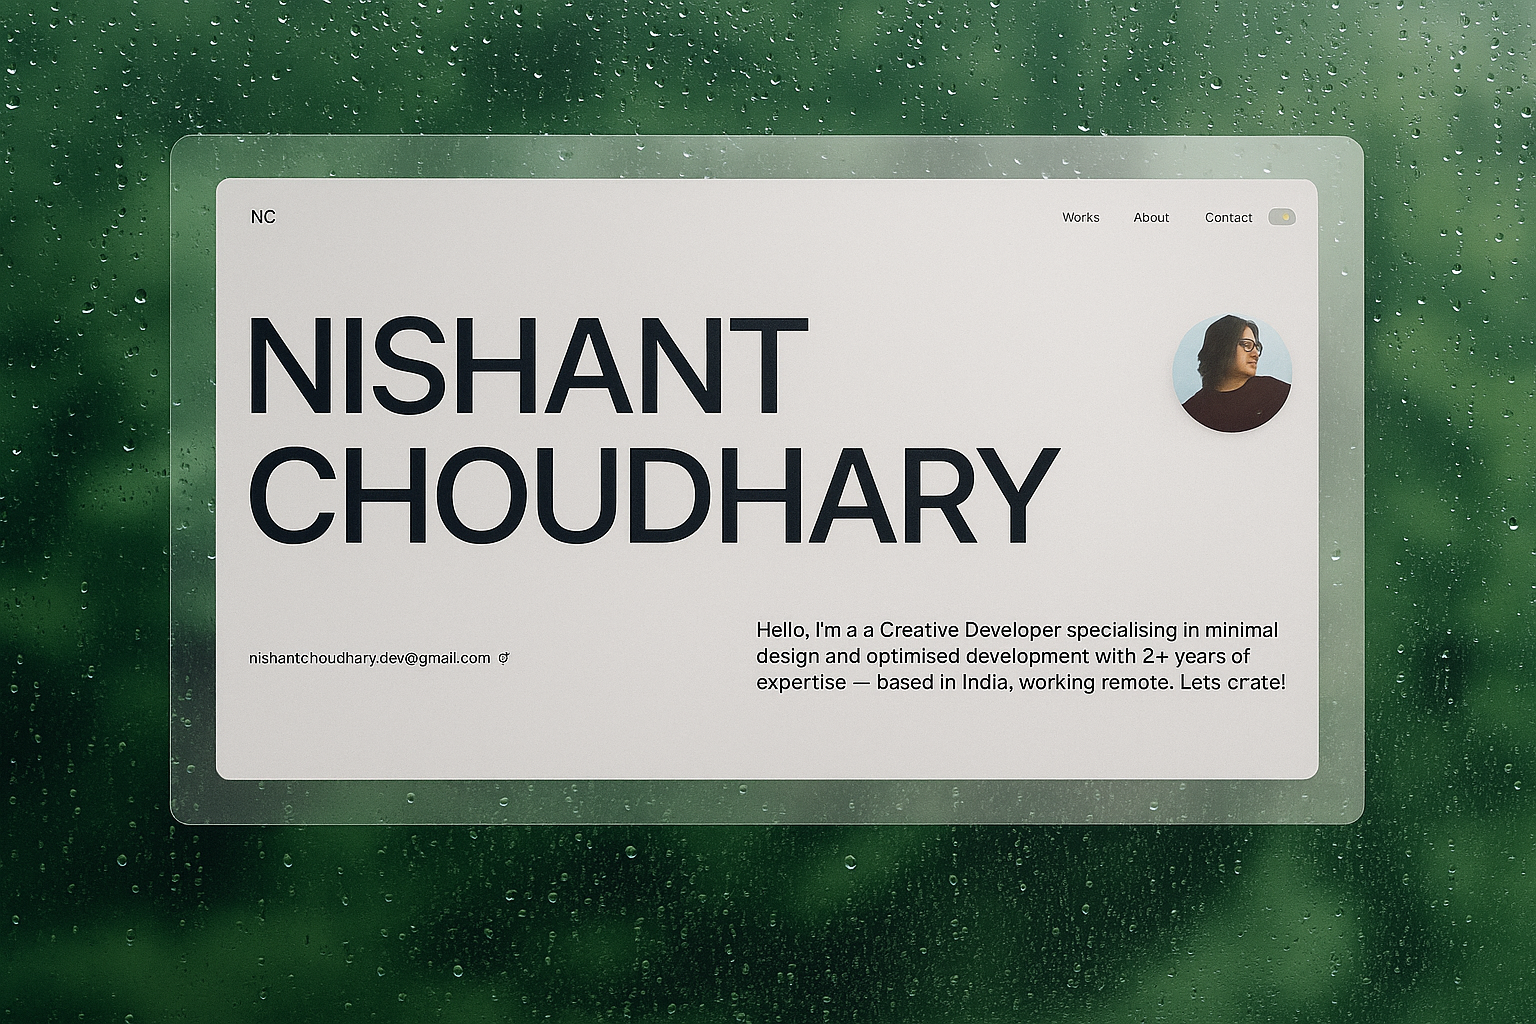 NC
Works About Contact
NISHANT
CHOUDHARY
nishantchoudhary.dev@gmail.com
Hello, I'm a a Creative Developer specialising in minimal
design and optimised development with 2+ years of
expertise — based in India, working remote. Lets crate!